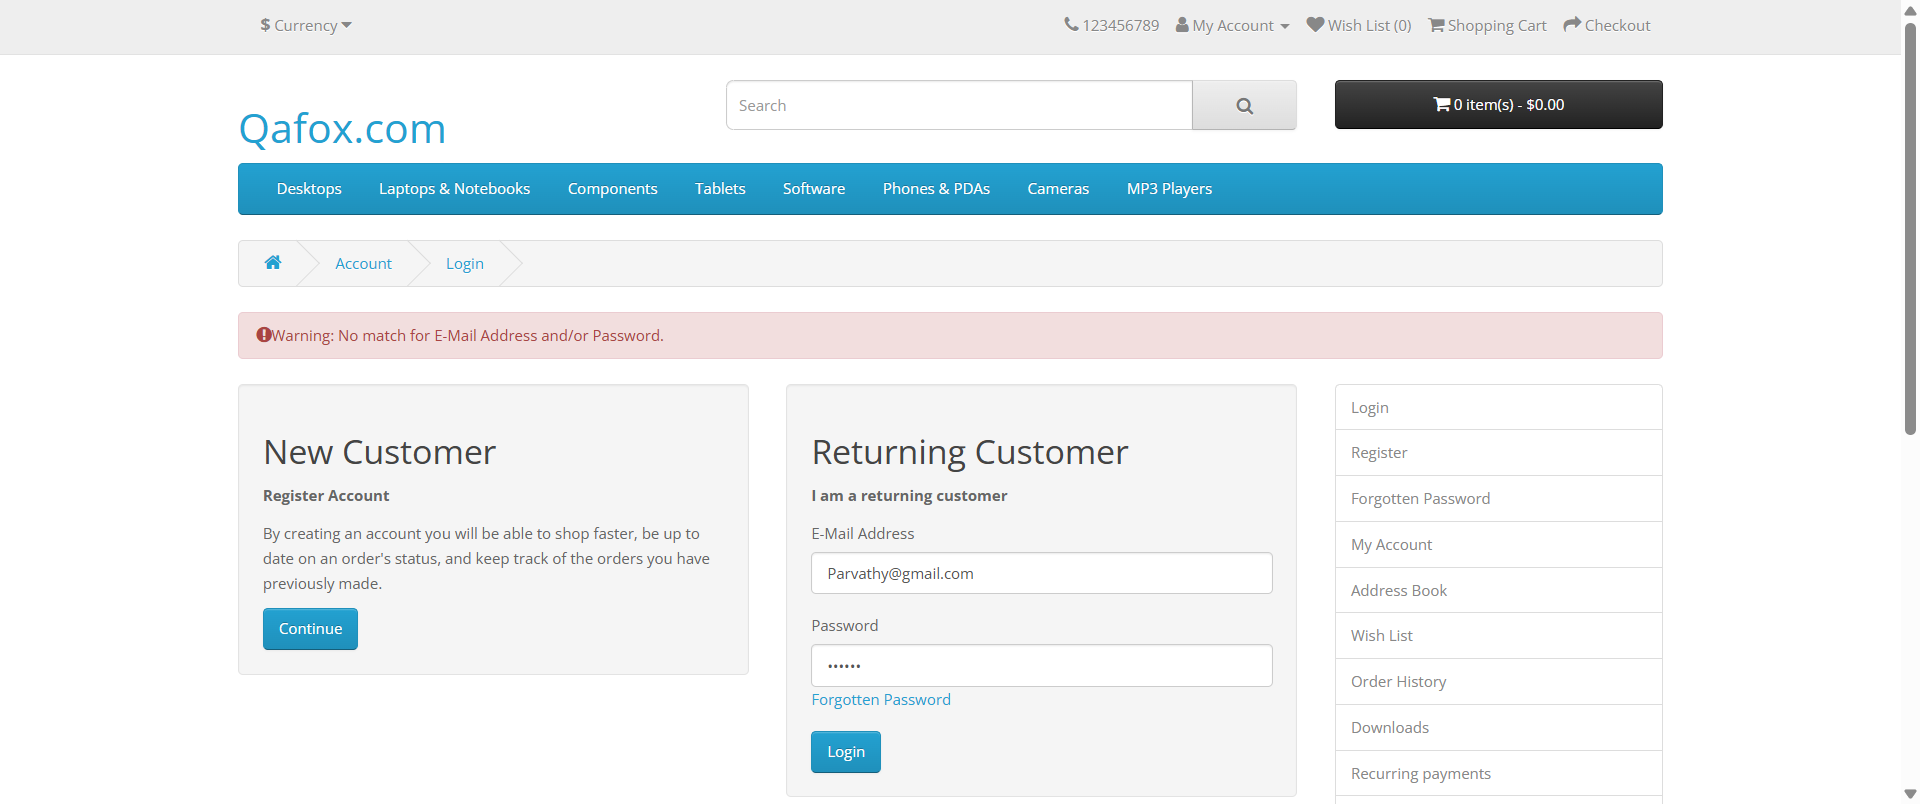 $ Currency
123456789 My Account Wish List (0) Shopping Cart Checkout
Qafox.com
Search
0 item(s) - $0.00
Desktops Laptops & Notebooks Components Tablets Software Phones & PDAs Cameras MP3 Players
Account Login
Warning: No match for E-Mail Address and/or Password.
New Customer
Register Account
By creating an account you will be able to shop faster, be up to
date on an order's status, and keep track of the orders you have
previously made.
Continue
Returning Customer
I am a returning customer
E-Mail Address
Parvathy@gmail.com
Password
••••••
Forgotten Password
Login
Login
Register
Forgotten Password
My Account
Address Book
Wish List
Order History
Downloads
Recurring payments